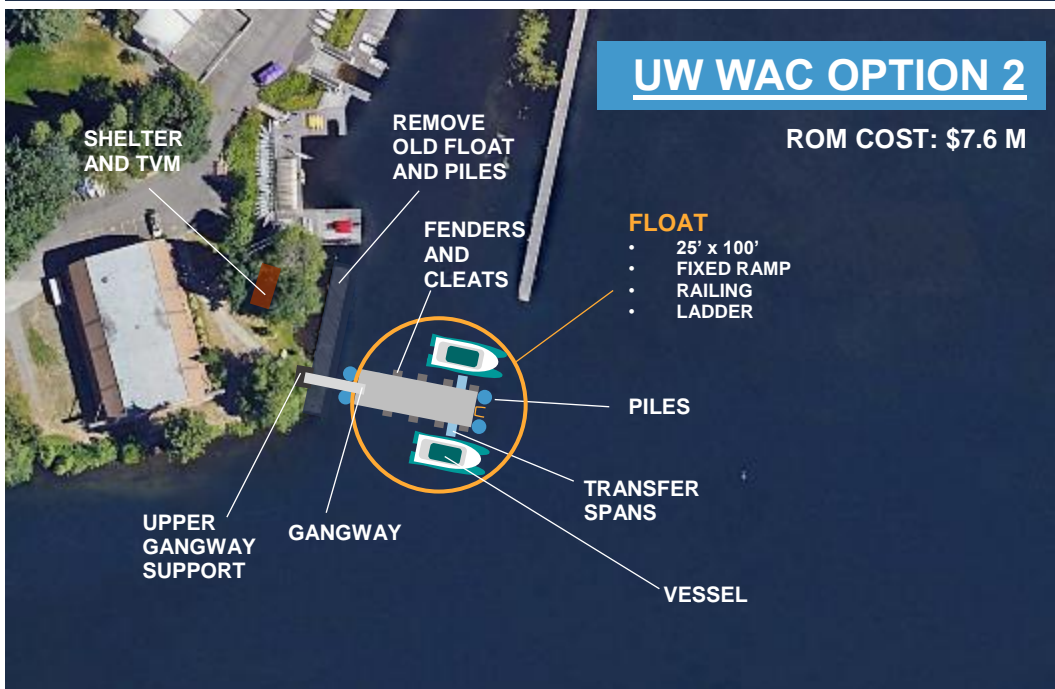 UW WAC OPTION 2
ROM COST: $7.6 M
SHELTER
AND TVM
REMOVE
OLD FLOAT
AND PILES
FENDERS
AND
CLEATS
FLOAT
• 25' x 100'
• FIXED RAMP
• RAILING
• LADDER
PILES
TRANSFER
SPANS
VESSEL
GANGWAY
UPPER
GANGWAY
SUPPORT